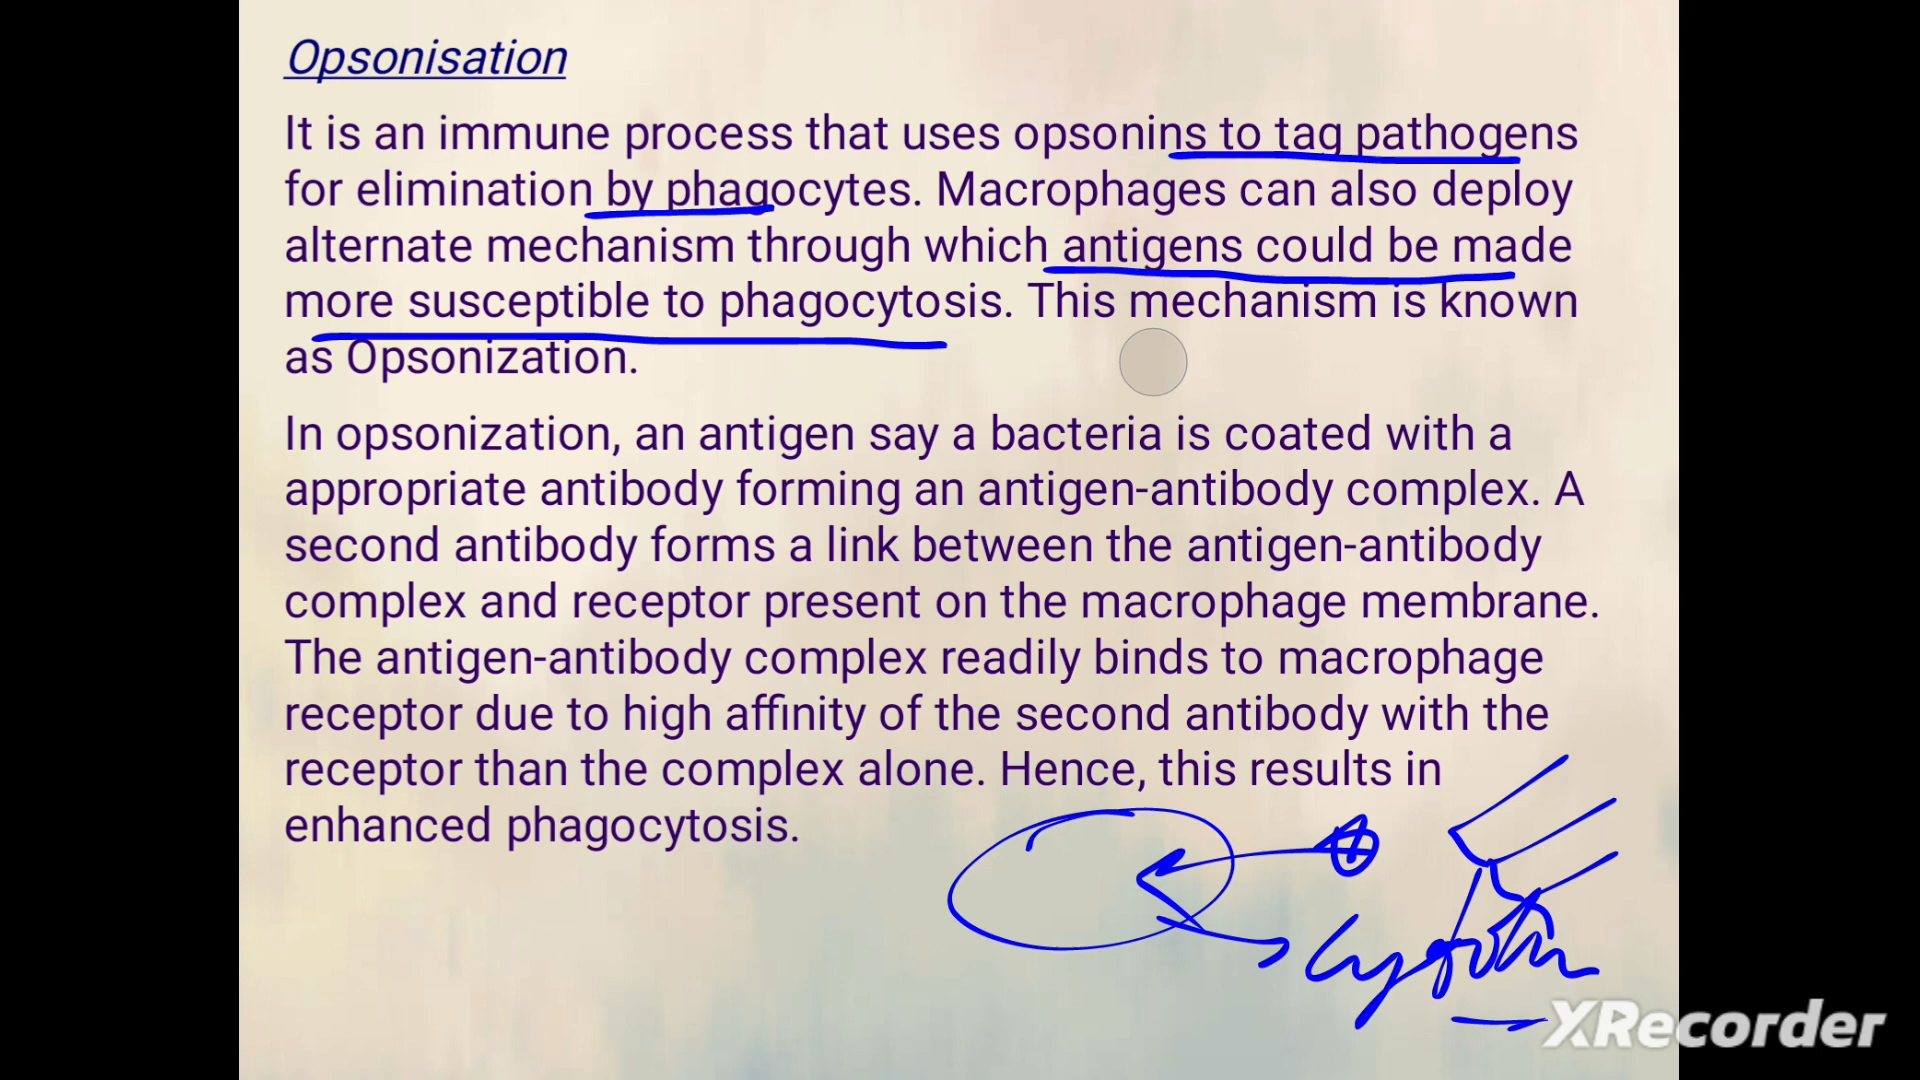 Opsonisation
It is an immune process that uses opsonins to tag pathogens
for elimination by phagocytes. Macrophages can also deploy
alternate mechanism through which antigens could be made
more susceptible to phagocytosis. This mechanism is known
as Opsonization.
In opsonization, an antigen say a bacteria is coated with a
appropriate antibody forming an antigen-antibody complex. A
second antibody forms a link between the antigen-antibody
complex and receptor present on the macrophage membrane.
The antigen-antibody complex readily binds to macrophage
receptor due to high affinity of the second antibody with the
receptor than the complex alone. Hence, this results in
enhanced phagocytosis.
XRecorder